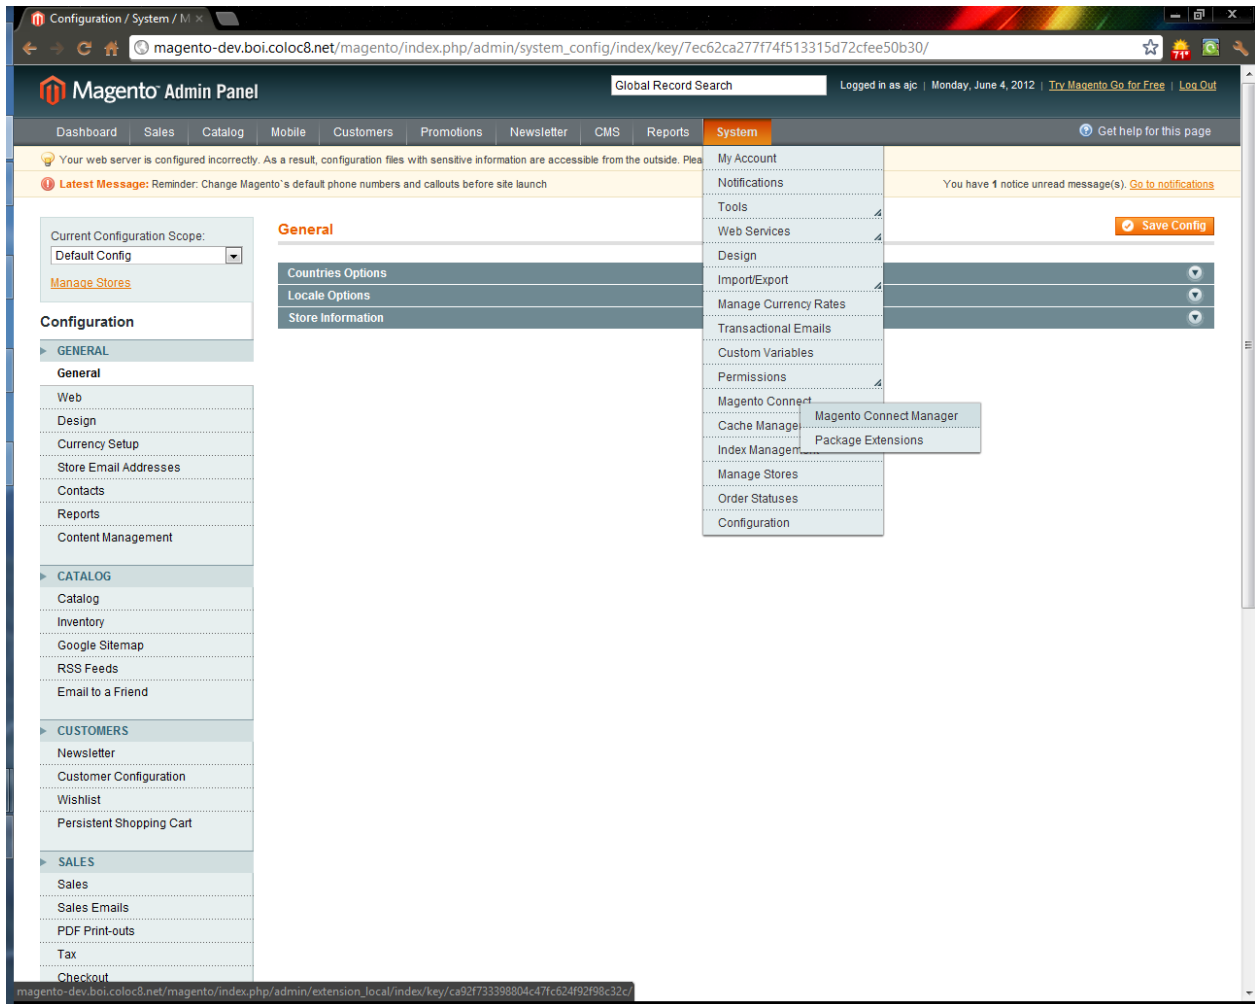 Configuration / System / M
magento-dev.boi.coloc8.net/magento/index.php/admin/system_config/index/key/7ec62ca277f74f513315d72cfee50b30/
71°
Magento Admin Panel
Global Record Search
Logged in as ajc | Monday, June 4, 2012 | Try Magento Go for Free | Log Out
Dashboard Sales Catalog Mobile Customers Promotions Newsletter CMS Reports System
Get help for this page
Your web server is configured incorrectly. As a result, configuration files with sensitive information are accessible from the outside. Plea
Latest Message: Reminder: Change Magento`s default phone numbers and callouts before site launch
You have 1 notice unread message(s). Go to notifications
My Account
Notifications
Tools
Web Services
Design
Import/Export
Manage Currency Rates
Transactional Emails
Custom Variables
Permissions
Magento Connect
Cache Manage
Index Managem
Manage Stores
Order Statuses
Configuration
Magento Connect Manager
Package Extensions
Current Configuration Scope:
Default Config
Manage Stores
General
Save Config
Countries Options
Locale Options
Store Information
Configuration
GENERAL
General
Web
Design
Currency Setup
Store Email Addresses
Contacts
Reports
Content Management
CATALOG
Catalog
Inventory
Google Sitemap
RSS Feeds
Email to a Friend
CUSTOMERS
Newsletter
Customer Configuration
Wishlist
Persistent Shopping Cart
SALES
Sales
Sales Emails
PDF Print-outs
Tax
Checkout
magento-dev.boi.coloc8.net/magento/index.php/admin/extension_local/index/key/ca92f733398804c47fc624f92f98c32c/